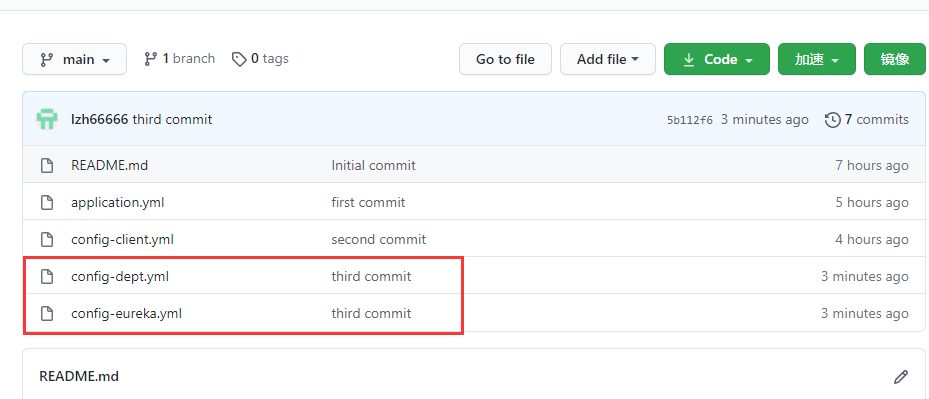 main 1 branch 0 tags Go to file Add file Code 加速 镜像
lzh66666 third commit 5b112f6 3 minutes ago 7 commits
README.md Initial commit 7 hours ago
application.yml first commit 5 hours ago
config-client.yml second commit 4 hours ago
config-dept.yml third commit 3 minutes ago
config-eureka.yml third commit 3 minutes ago
README.md